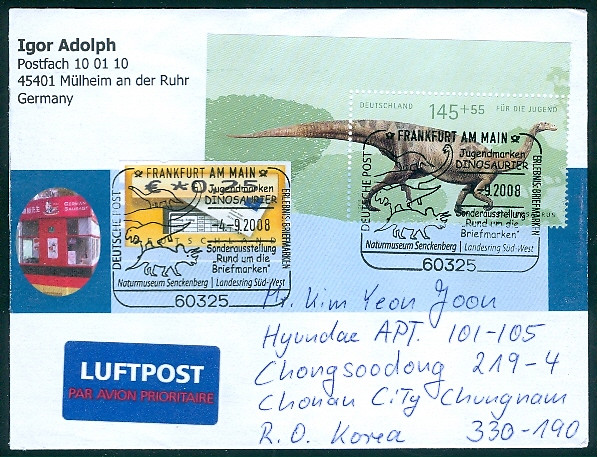 Igor Adolph
Postfach 10 01 10
45401 Mülheim an der Ruhr
Germany
DEUTSCHLAND 145+55 FÜR DIE JUGEND
FRANKFURT AM MAIN
Jugendmarken
DINOSAURIER
-9.2008
Sonderausstellung
"Rund um die
Briefmarken"
Naturmuseum Senckenberg Landesring Süd-West
60325
DEUTSCHE POST
ERLEBNIS:BRIEFMARKEN
FRANKFURT AM MAIN
€ *0,25
Jugendmarken
DINOSAURIER
-4.-9.2008
DEUTSCHLAND
Sonderausstellung
"Rund um die
Briefmarken"
Naturmuseum Senckenberg Landesring Süd-West
60325
DEUTSCHE POST
ERLEBNIS:BRIEFMARKEN
Mr. Kim Yeon Joon
Hyundae APT. 101-105
Chongsoodong 219-4
Chonan City Chungnam
R.O. Korea 330-190
LUFTPOST
PAR AVION PRIORITAIRE